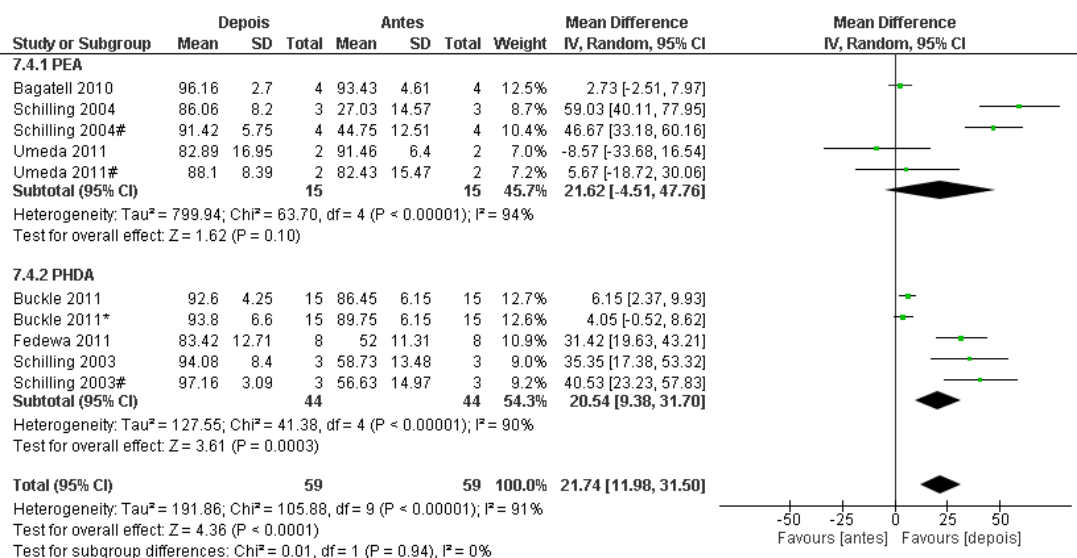 Depois Antes Mean Difference Mean Difference
Study or Subgroup Mean SD Total Mean SD Total Weight IV, Random, 95% CI IV, Random, 95% CI
7.4.1 PEA
Bagatell 2010 96.16 2.7 4 93.43 4.61 4 12.5% 2.73 [-2.51, 7.97]
Schilling 2004 86.06 8.2 3 27.03 14.57 3 8.7% 59.03 [40.11, 77.95]
Schilling 2004# 91.42 5.75 4 44.75 12.51 4 10.4% 46.67 [33.18, 60.16]
Umeda 2011 82.89 16.95 2 91.46 6.4 2 7.0% -8.57 [-33.68, 16.54]
Umeda 2011# 88.1 8.39 2 82.43 15.47 2 7.2% 5.67 [-18.72, 30.06]
Subtotal (95% CI) 15 15 45.7% 21.62 [-4.51, 47.76]
Heterogeneity: Tau² = 799.94; Chi² = 63.70, df = 4 (P < 0.00001); I² = 94%
Test for overall effect: Z = 1.62 (P = 0.10)
7.4.2 PHDA
Buckle 2011 92.6 4.25 15 86.45 6.15 15 12.7% 6.15 [2.37, 9.93]
Buckle 2011* 93.8 6.6 15 89.75 6.15 15 12.6% 4.05 [-0.52, 8.62]
Fedewa 2011 83.42 12.71 8 52 11.31 8 10.9% 31.42 [19.63, 43.21]
Schilling 2003 94.08 8.4 3 58.73 13.48 3 9.0% 35.35 [17.38, 53.32]
Schilling 2003# 97.16 3.09 3 56.63 14.97 3 9.2% 40.53 [23.23, 57.83]
Subtotal (95% CI) 44 44 54.3% 20.54 [9.38, 31.70]
Heterogeneity: Tau² = 127.55; Chi² = 41.38, df = 4 (P < 0.00001); I² = 90%
Test for overall effect: Z = 3.61 (P = 0.0003)
Total (95% CI) 59 59 100.0% 21.74 [11.98, 31.50]
Heterogeneity: Tau² = 191.86; Chi² = 105.88, df = 9 (P < 0.00001); I² = 91%
Test for overall effect: Z = 4.36 (P < 0.0001)
Test for subgroup differences: Chi² = 0.01, df = 1 (P = 0.94), I² = 0%
-50 -25 0 25 50
Favours [antes] Favours [depois]